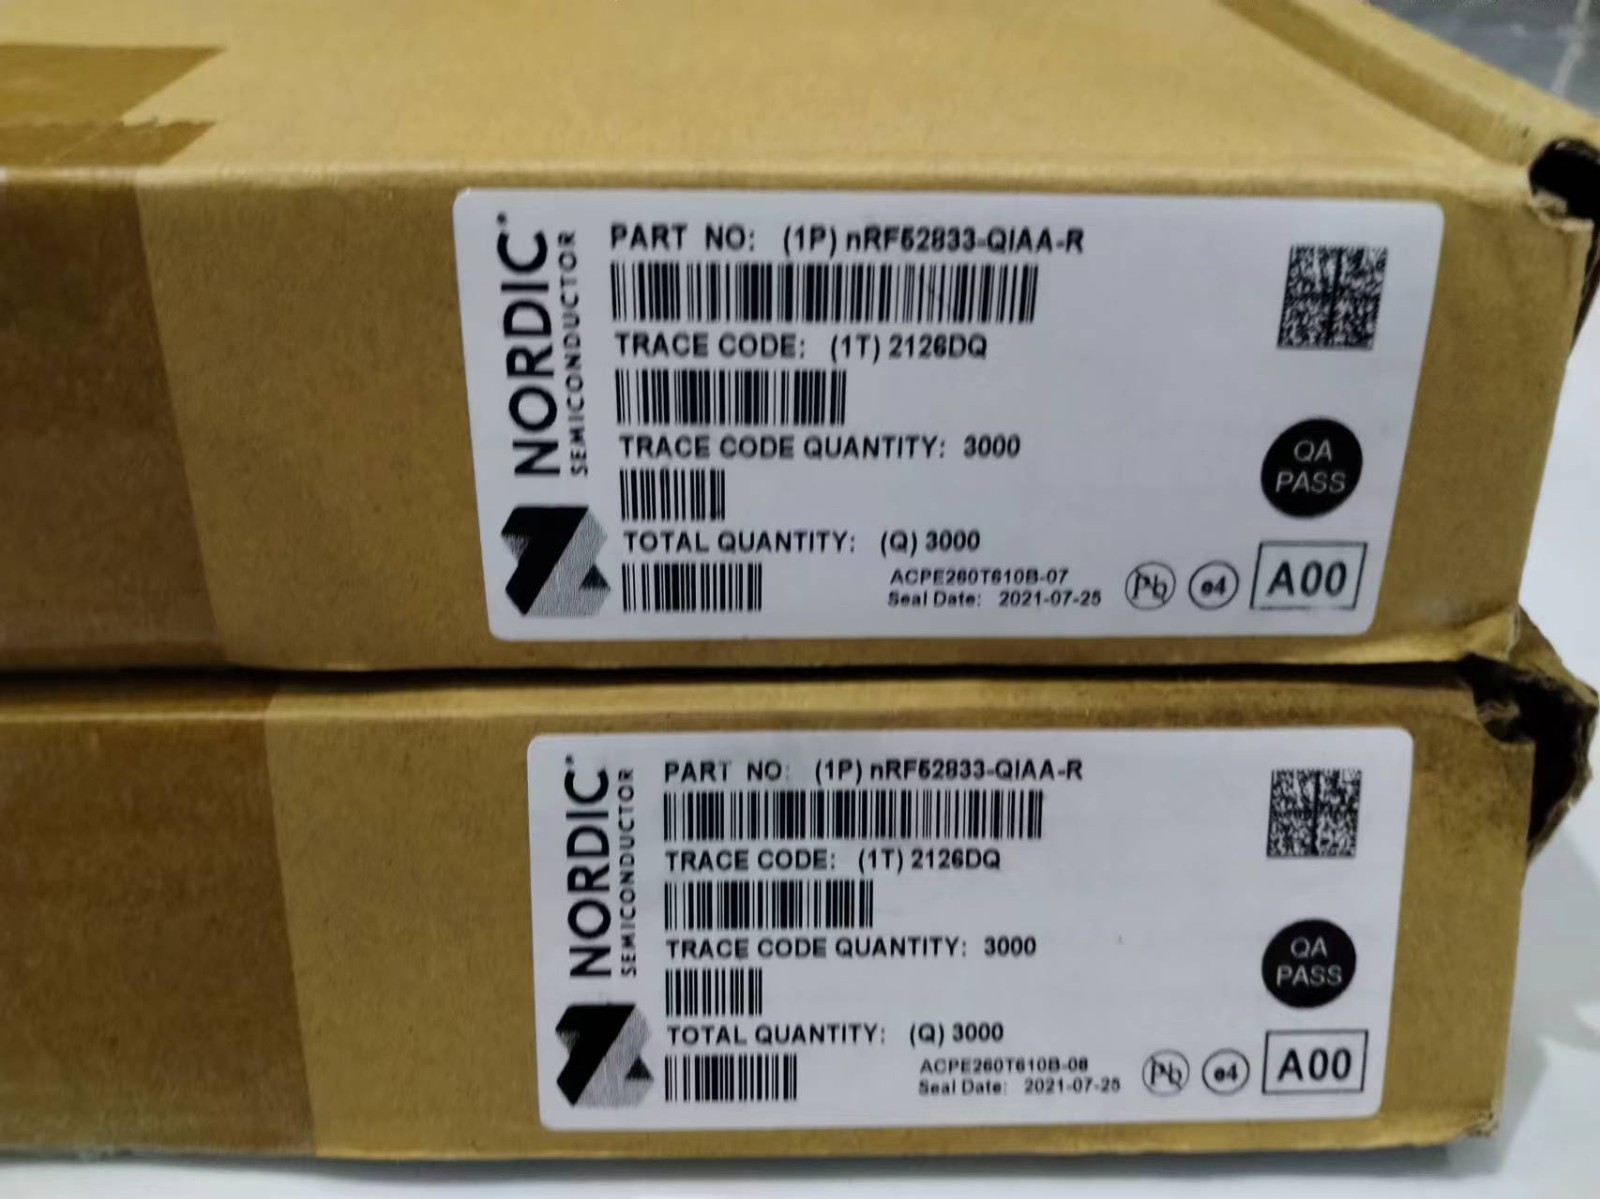 NORDIC
SEMICONDUCTOR
PART NO: (1P) nRF52833-QIAA-R
TRACE CODE: (1T) 2126DQ
TRACE CODE QUANTITY: 3000
TOTAL QUANTITY: (Q) 3000
ACPE260T610B-07
Seal Date: 2021-07-25
QA
PASS
Pb
e4
A00
NORDIC
SEMICONDUCTOR
PART NO: (1P) nRF52833-QIAA-R
TRACE CODE: (1T) 2126DQ
TRACE CODE QUANTITY: 3000
TOTAL QUANTITY: (Q) 3000
ACPE260T610B-08
Seal Date: 2021-07-25
QA
PASS
Pb
e4
A00